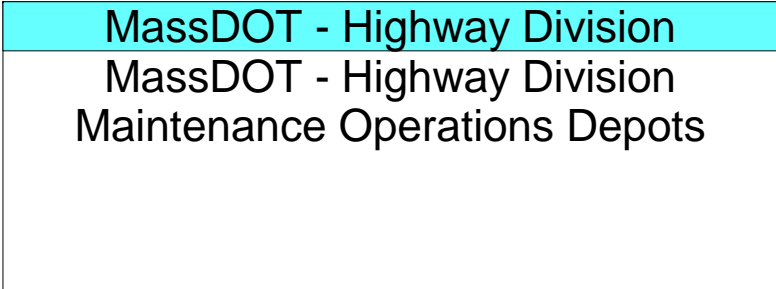 MassDOT - Highway Division
MassDOT - Highway Division
Maintenance Operations Depots